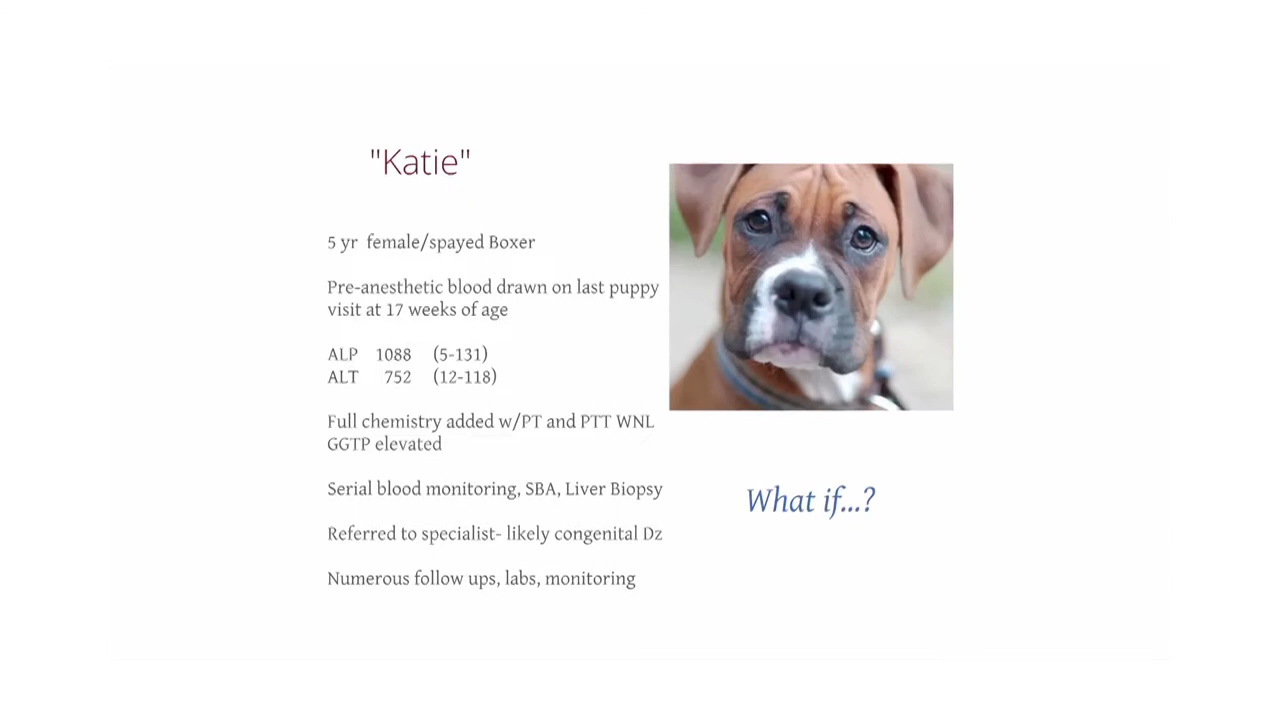 "Katie"
5 yr female/spayed Boxer
Pre-anesthetic blood drawn on last puppy
visit at 17 weeks of age
ALP 1088 (5-131)
ALT 752 (12-118)
Full chemistry added w/PT and PTT WNL
GGTP elevated
Serial blood monitoring, SBA, Liver Biopsy
Referred to specialist- likely congenital Dz
Numerous follow ups, labs, monitoring
What if...?